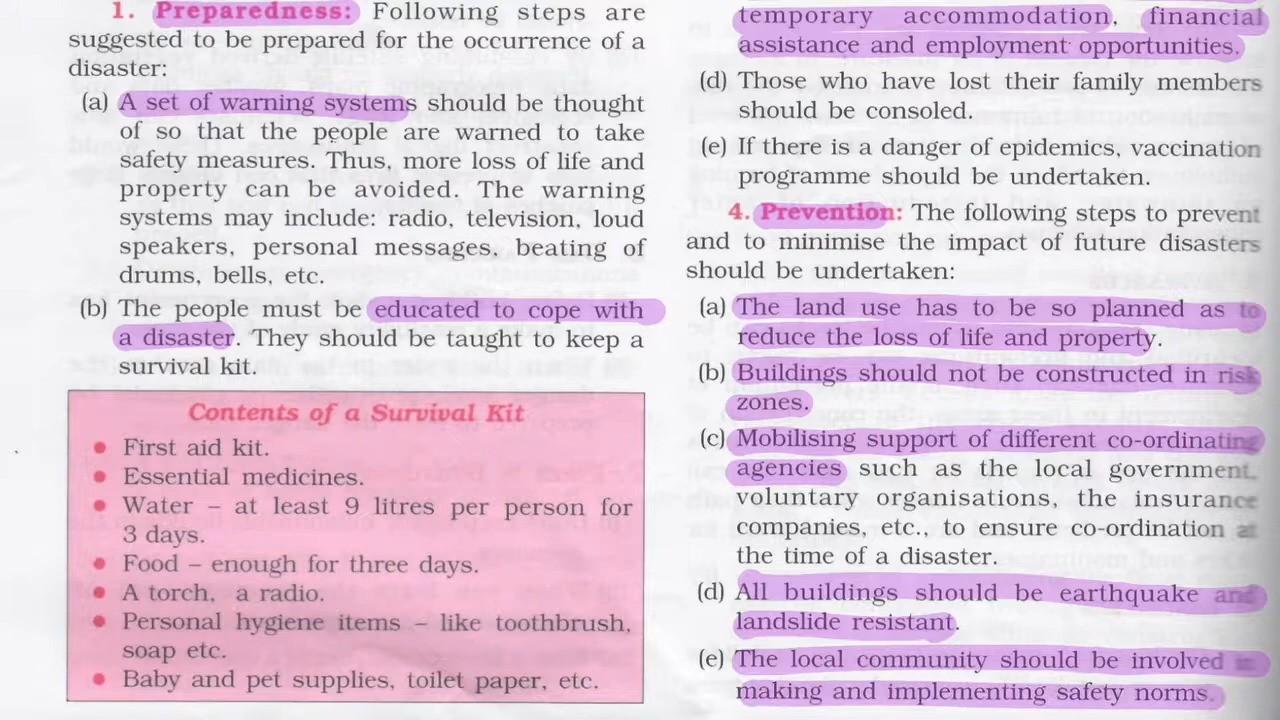 1. Preparedness: Following steps are
suggested to be prepared for the occurrence of a
disaster:
(a) A set of warning systems should be thought
of so that the people are warned to take
safety measures. Thus, more loss of life and
property can be avoided. The warning
systems may include: radio, television, loud
speakers, personal messages, beating of
drums, bells, etc.
(b) The people must be educated to cope with
a disaster. They should be taught to keep a
survival kit.
Contents of a Survival Kit
• First aid kit.
• Essential medicines.
• Water – at least 9 litres per person for
3 days.
• Food – enough for three days.
• A torch, a radio.
• Personal hygiene items – like toothbrush,
soap etc.
• Baby and pet supplies, toilet paper, etc.
temporary accommodation, financial
assistance and employment opportunities.
(d) Those who have lost their family members
should be consoled.
(e) If there is a danger of epidemics, vaccination
programme should be undertaken.
4. Prevention: The following steps to prevent
and to minimise the impact of future disasters
should be undertaken:
(a) The land use has to be so planned as to
reduce the loss of life and property.
(b) Buildings should not be constructed in risk
zones.
(c) Mobilising support of different co-ordinating
agencies such as the local government,
voluntary organisations, the insurance
companies, etc., to ensure co-ordination at
the time of a disaster.
(d) All buildings should be earthquake and
landslide resistant.
(e) The local community should be involved in
making and implementing safety norms.